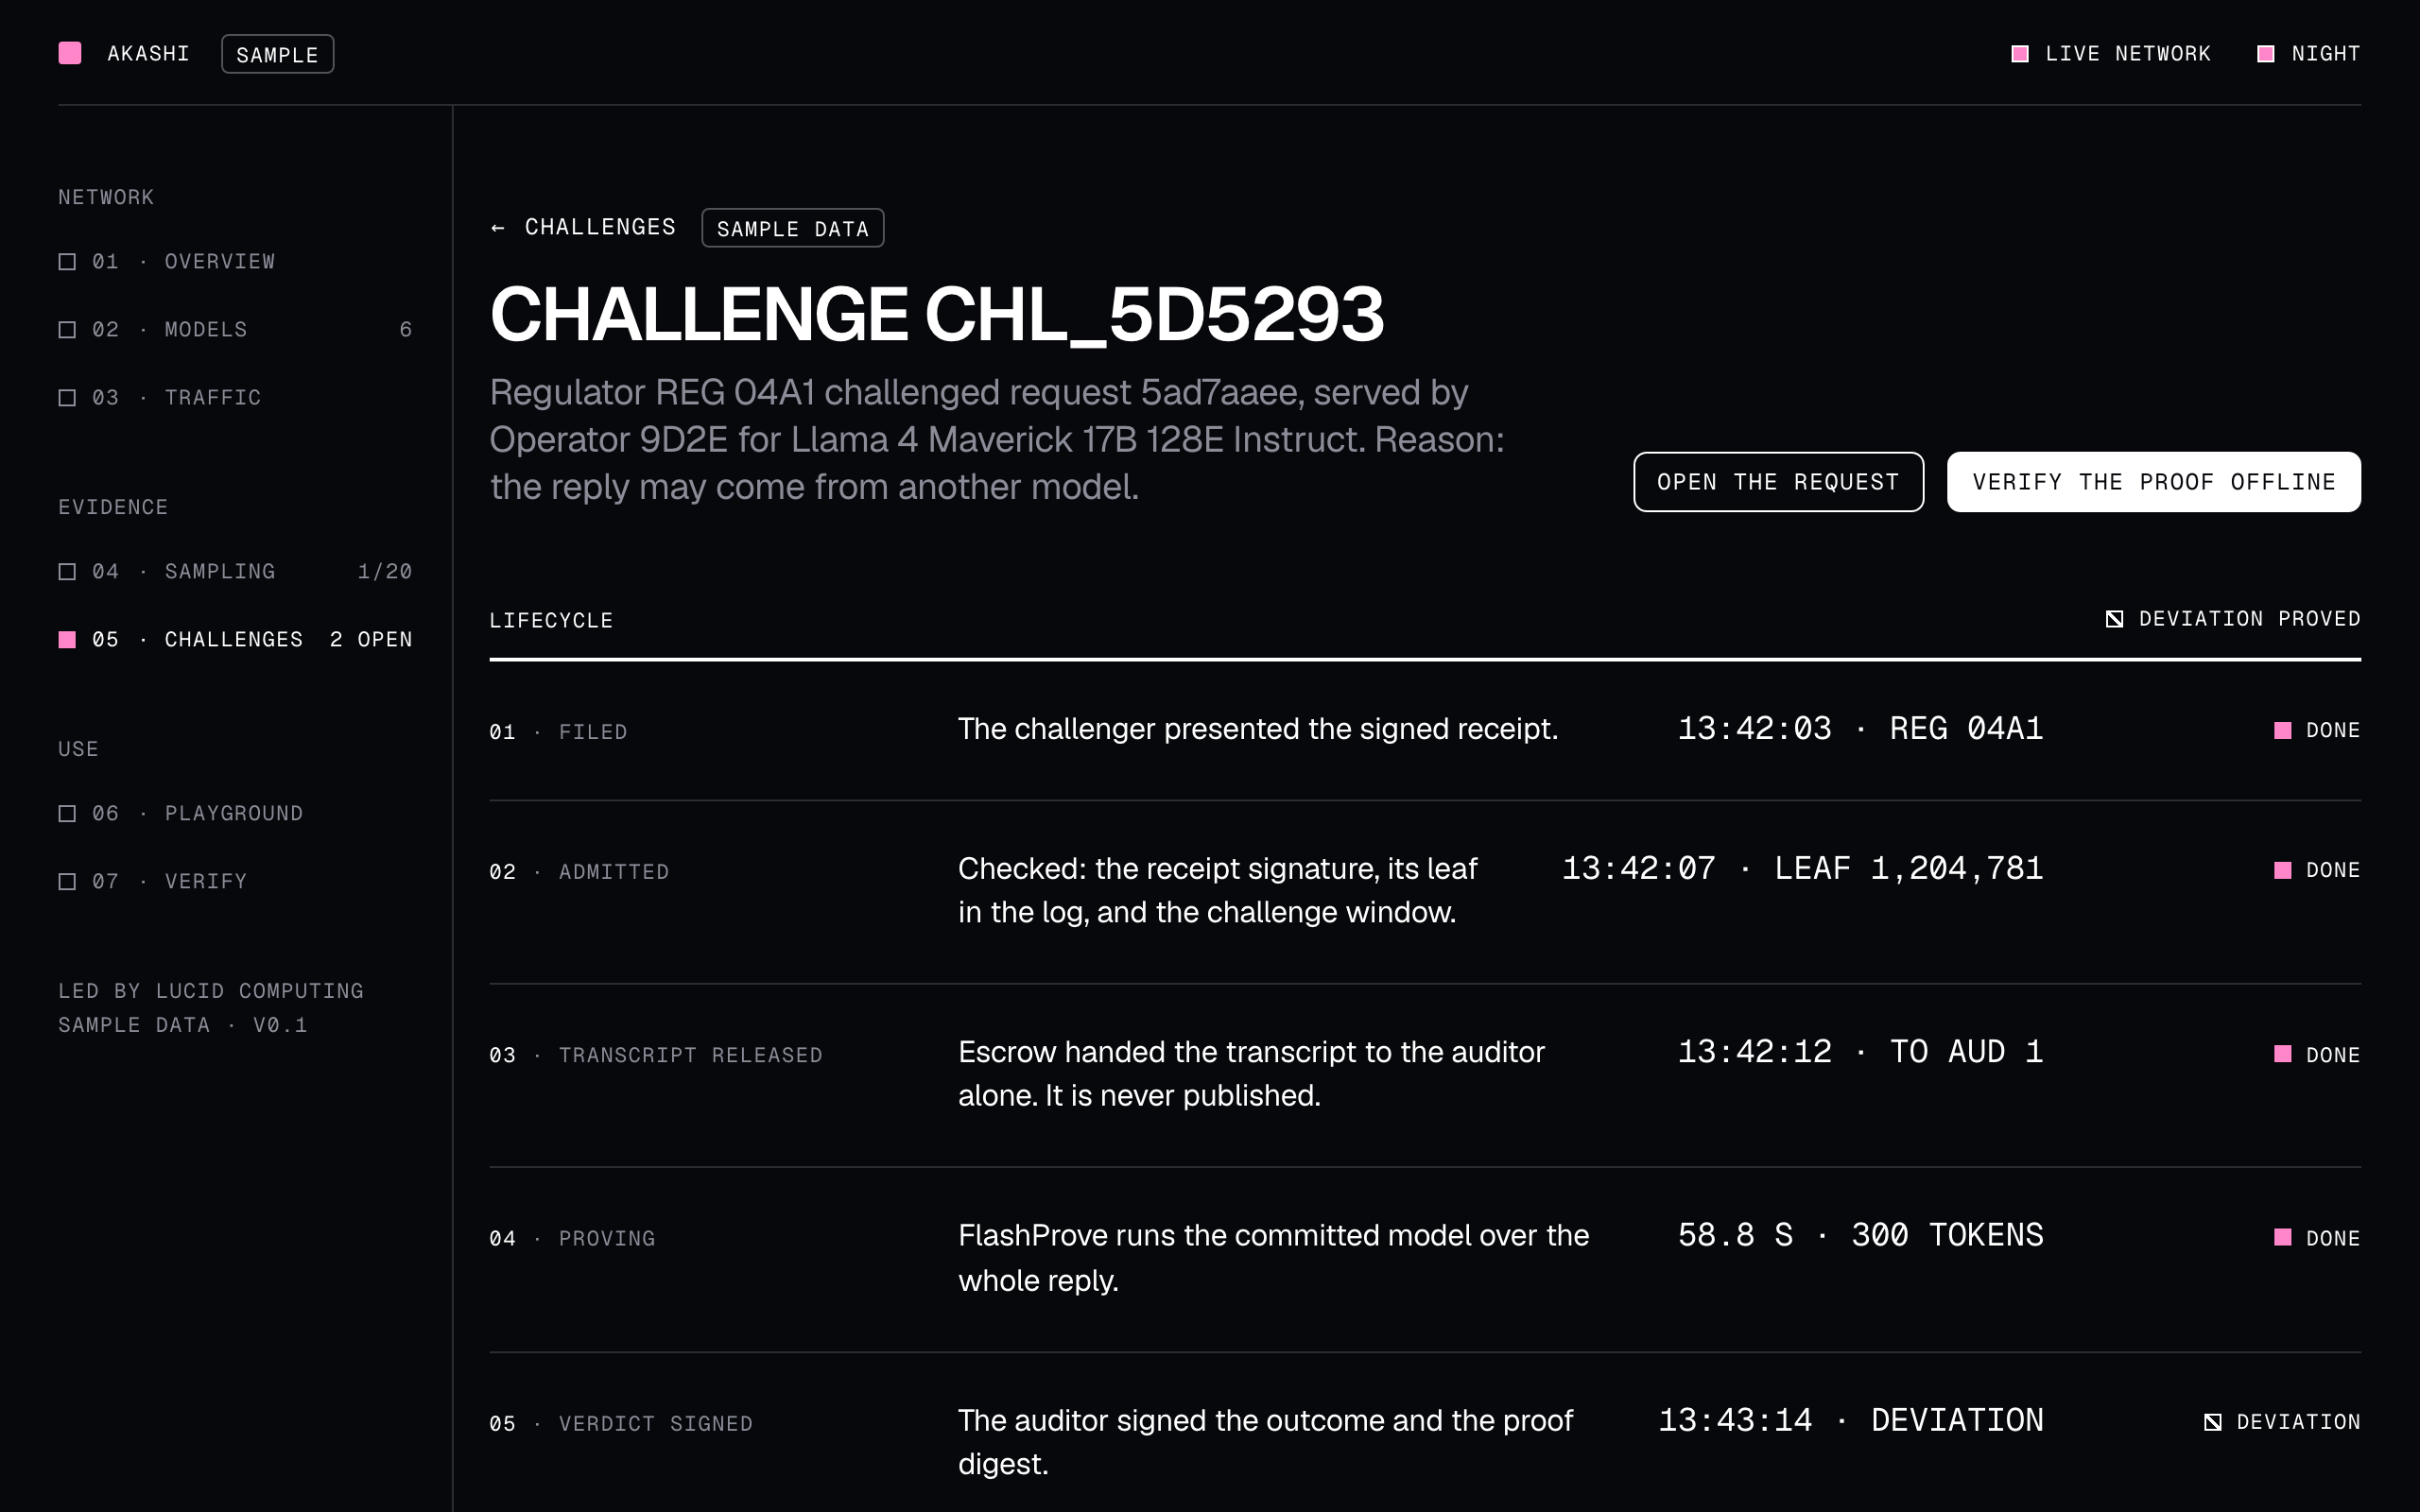 AKASHI SAMPLE
LIVE NETWORK NIGHT
NETWORK
01 · OVERVIEW
02 · MODELS 6
03 · TRAFFIC
EVIDENCE
04 · SAMPLING 1/20
05 · CHALLENGES 2 OPEN
USE
06 · PLAYGROUND
07 · VERIFY
LED BY LUCID COMPUTING
SAMPLE DATA · V0.1
← CHALLENGES SAMPLE DATA
CHALLENGE CHL_5D5293
Regulator REG 04A1 challenged request 5ad7aaee, served by
Operator 9D2E for Llama 4 Maverick 17B 128E Instruct. Reason:
the reply may come from another model.
OPEN THE REQUEST
VERIFY THE PROOF OFFLINE
LIFECYCLE
DEVIATION PROVED
01 · FILED
The challenger presented the signed receipt.
13:42:03 · REG 04A1
DONE
02 · ADMITTED
Checked: the receipt signature, its leaf
in the log, and the challenge window.
13:42:07 · LEAF 1,204,781
DONE
03 · TRANSCRIPT RELEASED
Escrow handed the transcript to the auditor
alone. It is never published.
13:42:12 · TO AUD 1
DONE
04 · PROVING
FlashProve runs the committed model over the
whole reply.
58.8 S · 300 TOKENS
DONE
05 · VERDICT SIGNED
The auditor signed the outcome and the proof
digest.
13:43:14 · DEVIATION
DEVIATION